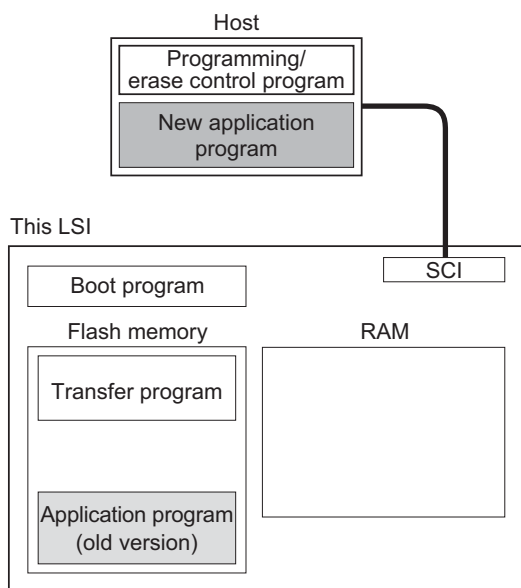 Host
Programming/
erase control program
New application
program
This LSI
SCI
Boot program
Flash memory
RAM
Transfer program
Application program
(old version)